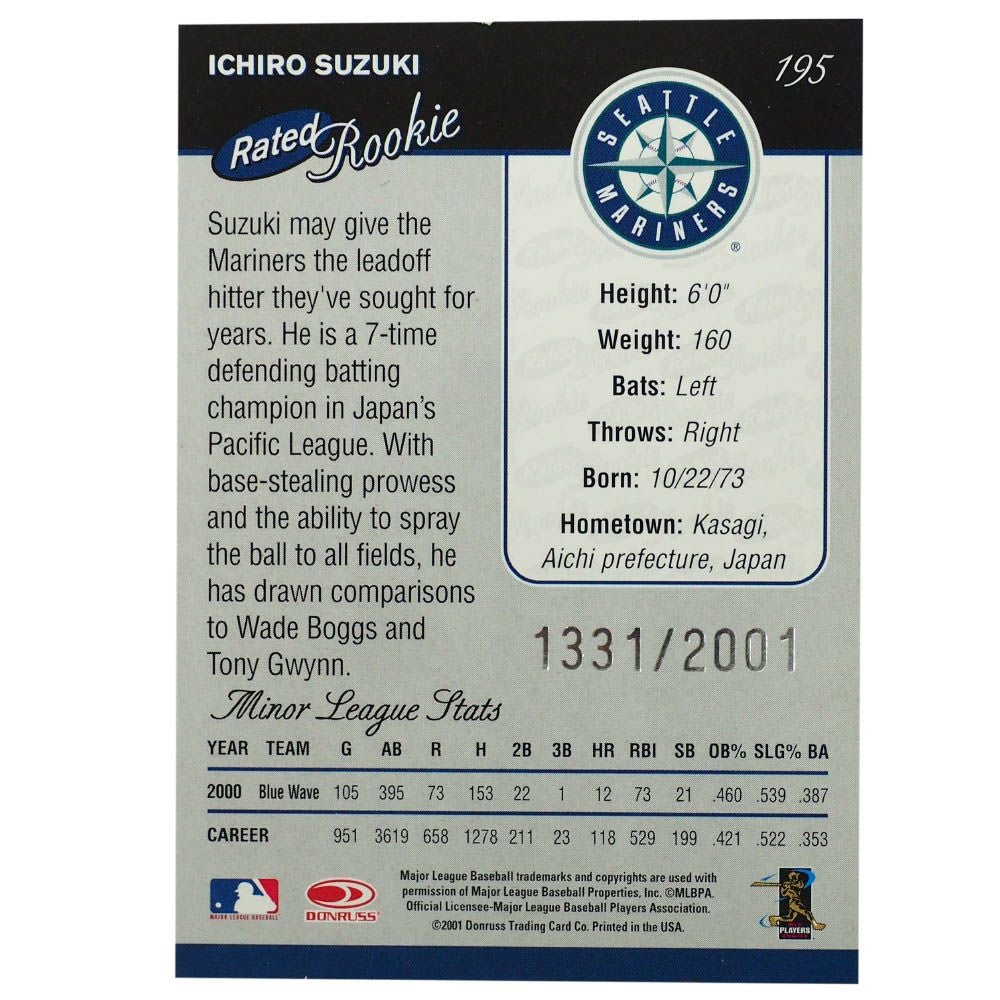 ICHIRO SUZUKI
195
Rated Rookie
SEATTLE MARINERS
®
Suzuki may give the
Mariners the leadoff
hitter they've sought for
years. He is a 7-time
defending batting
champion in Japan's
Pacific League. With
base-stealing prowess
and the ability to spray
the ball to all fields, he
has drawn comparisons
to Wade Boggs and
Tony Gwynn.
Height: 6'0"
Weight: 160
Bats: Left
Throws: Right
Born: 10/22/73
Hometown: Kasagi,
Aichi prefecture, Japan
1331/2001
Minor League Stats
YEAR TEAM G AB R H 2B 3B HR RBI SB OB% SLG% BA
2000 Blue Wave 105 395 73 153 22 1 12 73 21 .460 .539 .387
CAREER 951 3619 658 1278 211 23 118 529 199 .421 .522 .353
Major League Baseball trademarks and copyrights are used with
permission of Major League Baseball Properties, Inc. ©MLBPA.
Official Licensee-Major League Baseball Players Association.
©2001 Donruss Trading Card Co. Printed in the USA.
MAJOR LEAGUE BASEBALL
DONRUSS
PLAYERS